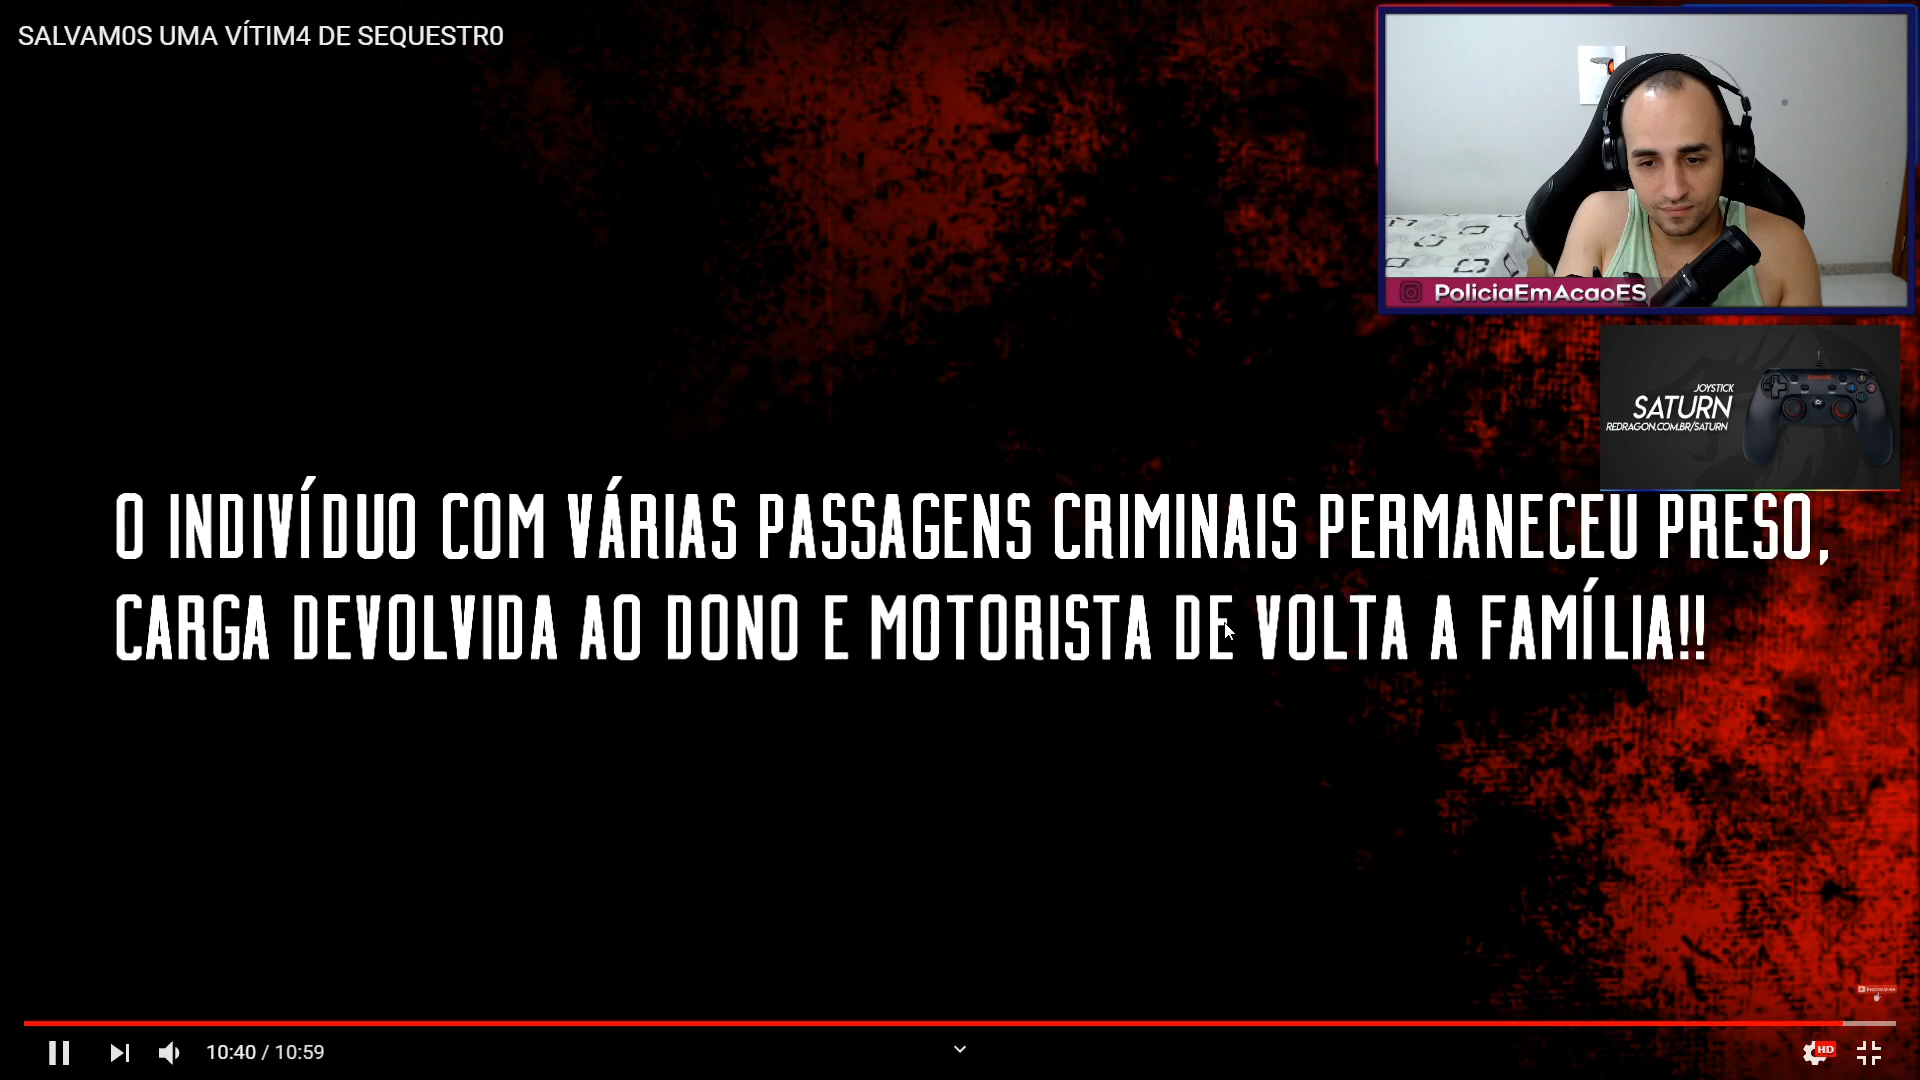 SALVAM0S UMA VÍTIM4 DE SEQUESTR0
PoliciaEmAcaoES
JOYSTICK
SATURN
REDRAGON.COM.BR/SATURN
O INDIVÍDUO COM VÁRIAS PASSAGENS CRIMINAIS PERMANECEU PRESO,
CARGA DEVOLVIDA AO DONO E MOTORISTA DE VOLTA A FAMÍLIA!!
10:40 / 10:59
HD